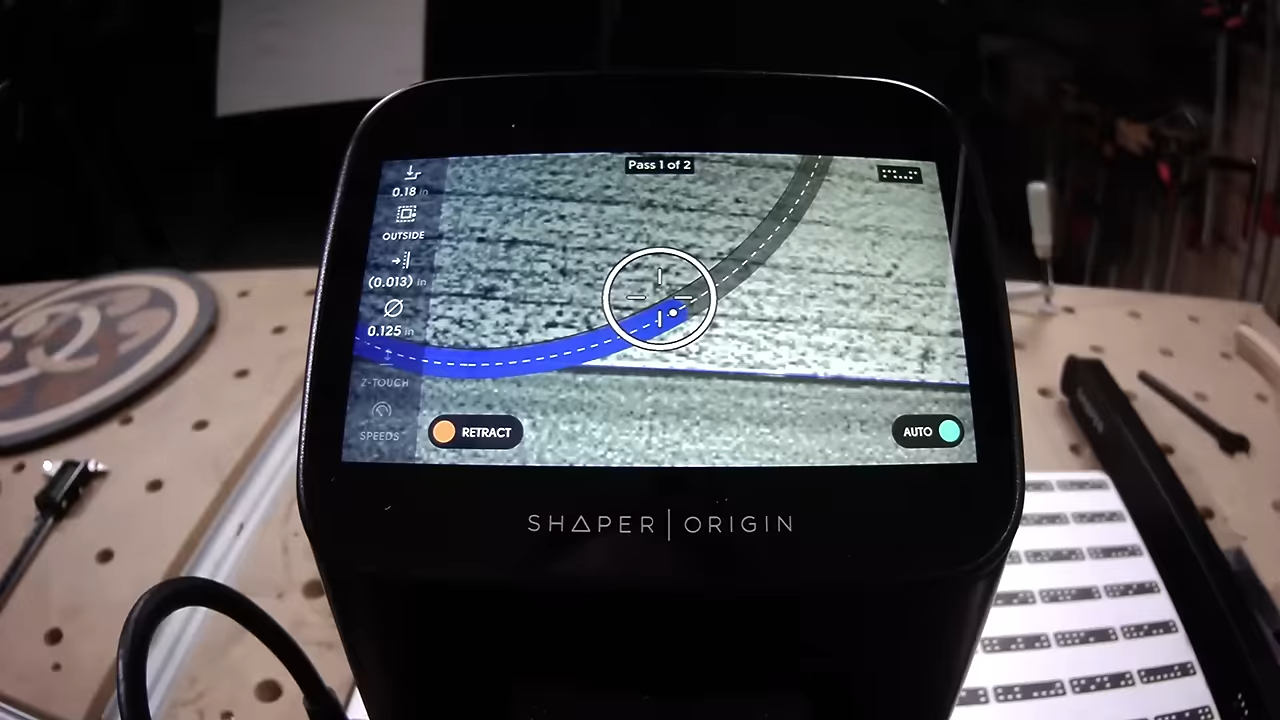 Pass 1 of 2
0.18 in
OUTSIDE
(0.013) in
0.125 in
Z-TOUCH
SPEEDS
RETRACT
AUTO
SHAPER | ORIGIN